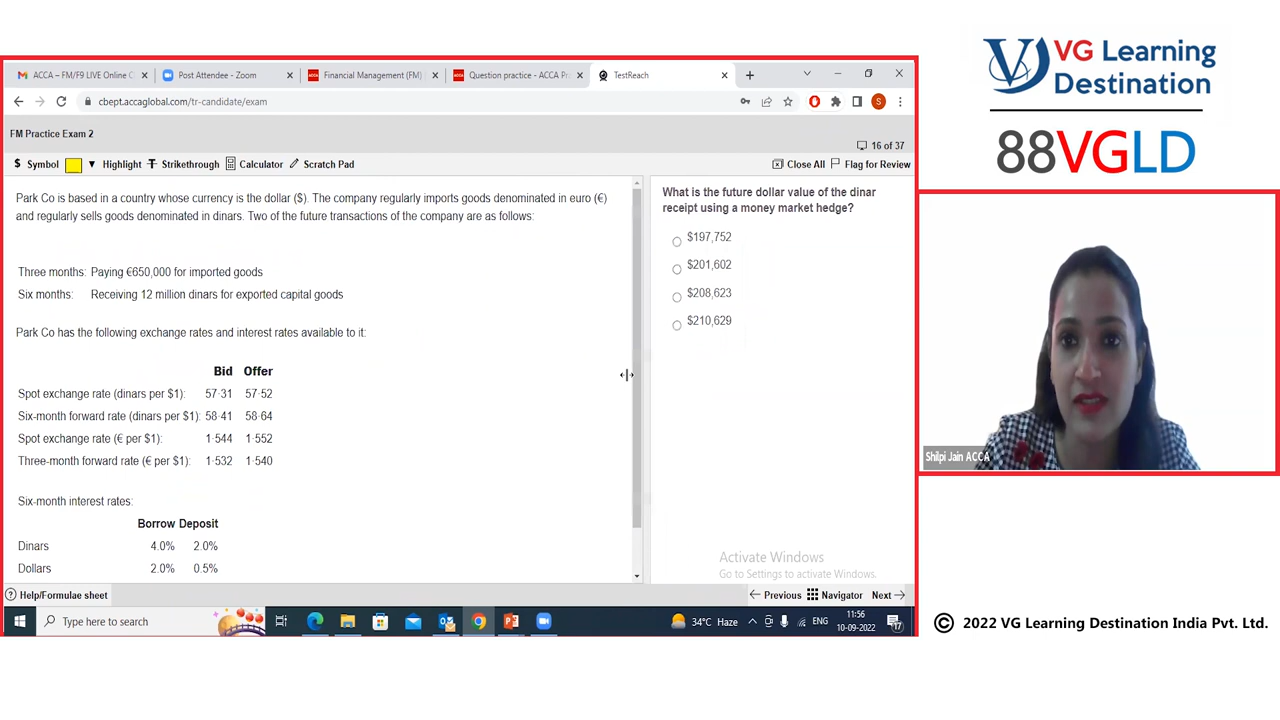 ACCA – FM/F9 LIVE Online C
Post Attendee - Zoom
Financial Management (FM)
Question practice - ACCA Pr
TestReach
cbept.accaglobal.com/tr-candidate/exam
S
FM Practice Exam 2
16 of 37
$ Symbol Highlight Strikethrough Calculator Scratch Pad
Close All Flag for Review
Park Co is based in a country whose currency is the dollar ($). The company regularly imports goods denominated in euro (€)
and regularly sells goods denominated in dinars. Two of the future transactions of the company are as follows:
Three months: Paying €650,000 for imported goods
Six months: Receiving 12 million dinars for exported capital goods
Park Co has the following exchange rates and interest rates available to it:
Bid Offer
Spot exchange rate (dinars per $1): 57·31 57·52
Six-month forward rate (dinars per $1): 58·41 58·64
Spot exchange rate (€ per $1): 1·544 1·552
Three-month forward rate (€ per $1): 1·532 1·540
Six-month interest rates:
Borrow Deposit
Dinars 4.0% 2.0%
Dollars 2.0% 0.5%
What is the future dollar value of the dinar
receipt using a money market hedge?
$197,752
$201,602
$208,623
$210,629
Activate Windows
Go to Settings to activate Windows.
Help/Formulae sheet
Previous Navigator Next
Type here to search
34°C Haze
ENG
11:56
10-09-2022
17
VG Learning
Destination
88VGLD
Shilpi Jain ACCA
© 2022 VG Learning Destination India Pvt. Ltd.